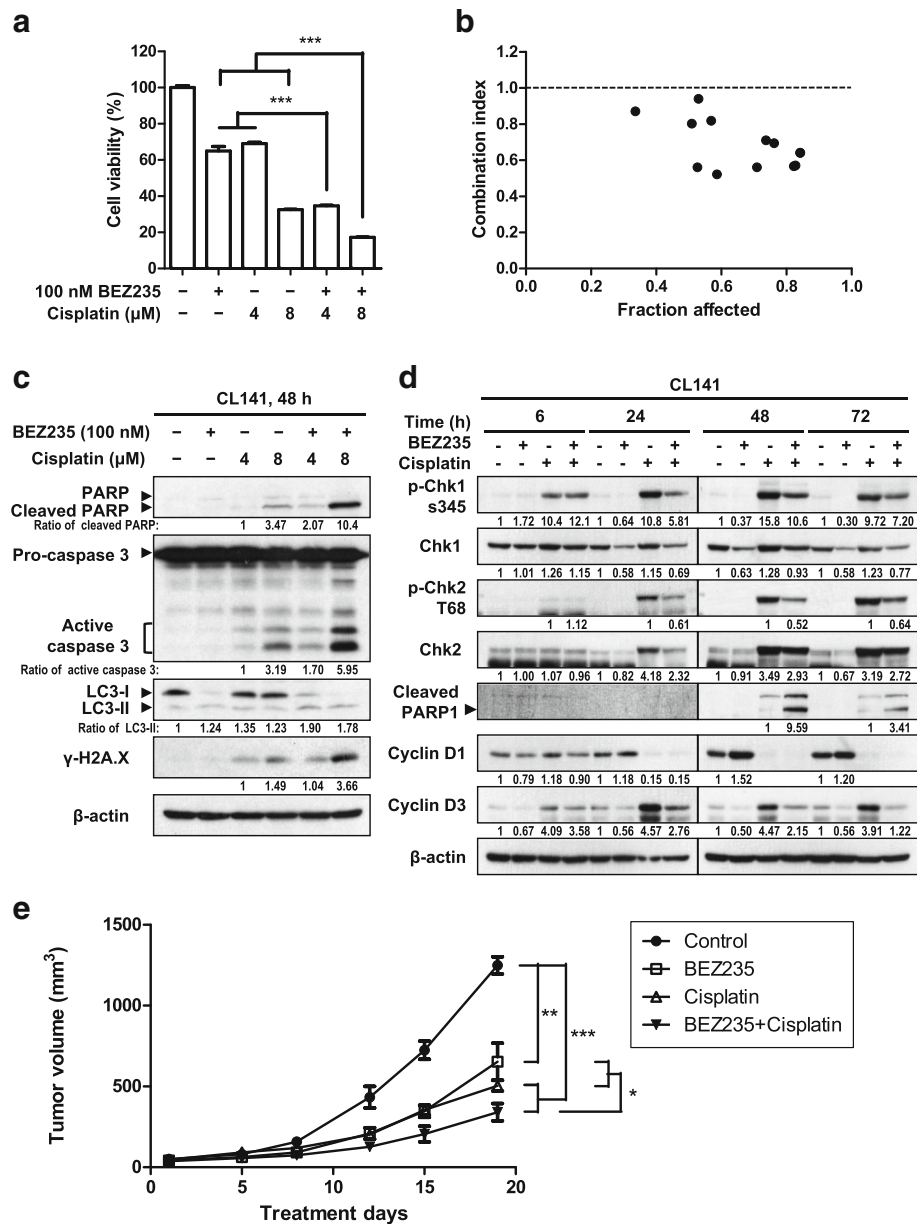 a
Cell viability (%)
120
100
80
60
40
20
0
***
***
100 nM BEZ235 – + – – + +
Cisplatin (µM) – – 4 8 4 8
b
Combination index
1.2
1.0
0.8
0.6
0.4
0.2
0.0
0.0 0.2 0.4 0.6 0.8 1.0
Fraction affected
c
CL141, 48 h
BEZ235 (100 nM) – + – – + +
Cisplatin (µM) – – 4 8 4 8
PARP
Cleaved PARP
Ratio of cleaved PARP: 1 3.47 2.07 10.4
Pro-caspase 3
Active
caspase 3
Ratio of active caspase 3: 1 3.19 1.70 5.95
LC3-I
LC3-II
Ratio of LC3-II: 1 1.24 1.35 1.23 1.90 1.78
γ-H2A.X
1 1.49 1.04 3.66
β-actin
d
CL141
Time (h) 6 24 48 72
BEZ235 - + - + - + - + - + - + - + - +
Cisplatin - - + + - - + + - - + + - - + +
p-Chk1
s345
1 1.72 10.4 12.1 1 0.64 10.8 5.81 1 0.37 15.8 10.6 1 0.30 9.72 7.20
Chk1
1 1.01 1.26 1.15 1 0.58 1.15 0.69 1 0.63 1.28 0.93 1 0.58 1.23 0.77
p-Chk2
T68
1 1.12 1 0.61 1 0.52 1 0.64
Chk2
1 1.00 1.07 0.96 1 0.82 4.18 2.32 1 0.91 3.49 2.93 1 0.67 3.19 2.72
Cleaved
PARP1
1 9.59 1 3.41
Cyclin D1
1 0.79 1.18 0.90 1 1.18 0.15 0.15 1 1.52 1 1.20
Cyclin D3
1 0.67 4.09 3.58 1 0.56 4.57 2.76 1 0.50 4.47 2.15 1 0.56 3.91 1.22
β-actin
e
Tumor volume (mm³)
1500
1000
500
0
0 5 10 15 20
Treatment days
**
***
*
Control
BEZ235
Cisplatin
BEZ235+Cisplatin